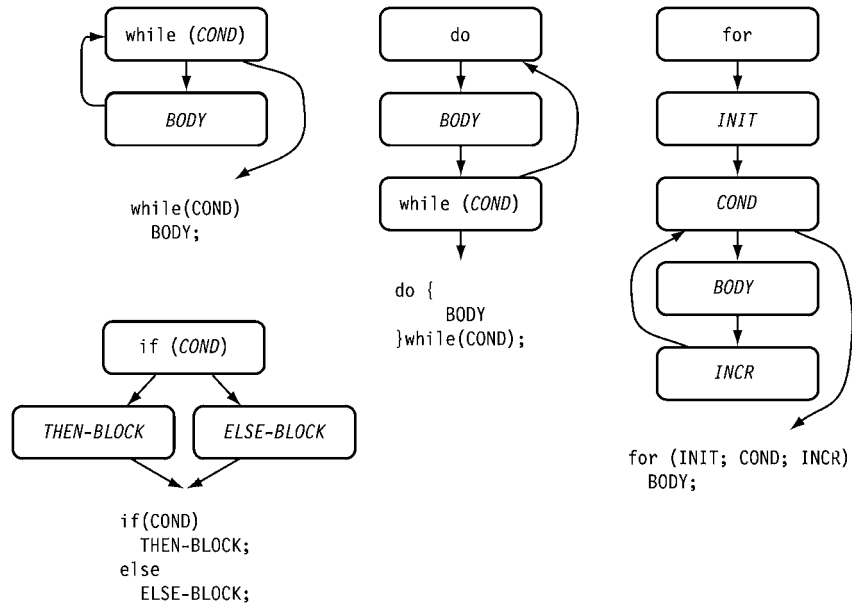 while (COND)
BODY
while(COND)
BODY;
do
BODY
while (COND)
do {
BODY
}while(COND);
for
INIT
COND
BODY
INCR
for (INIT; COND; INCR)
BODY;
if (COND)
THEN-BLOCK
ELSE-BLOCK
if(COND)
THEN-BLOCK;
else
ELSE-BLOCK;